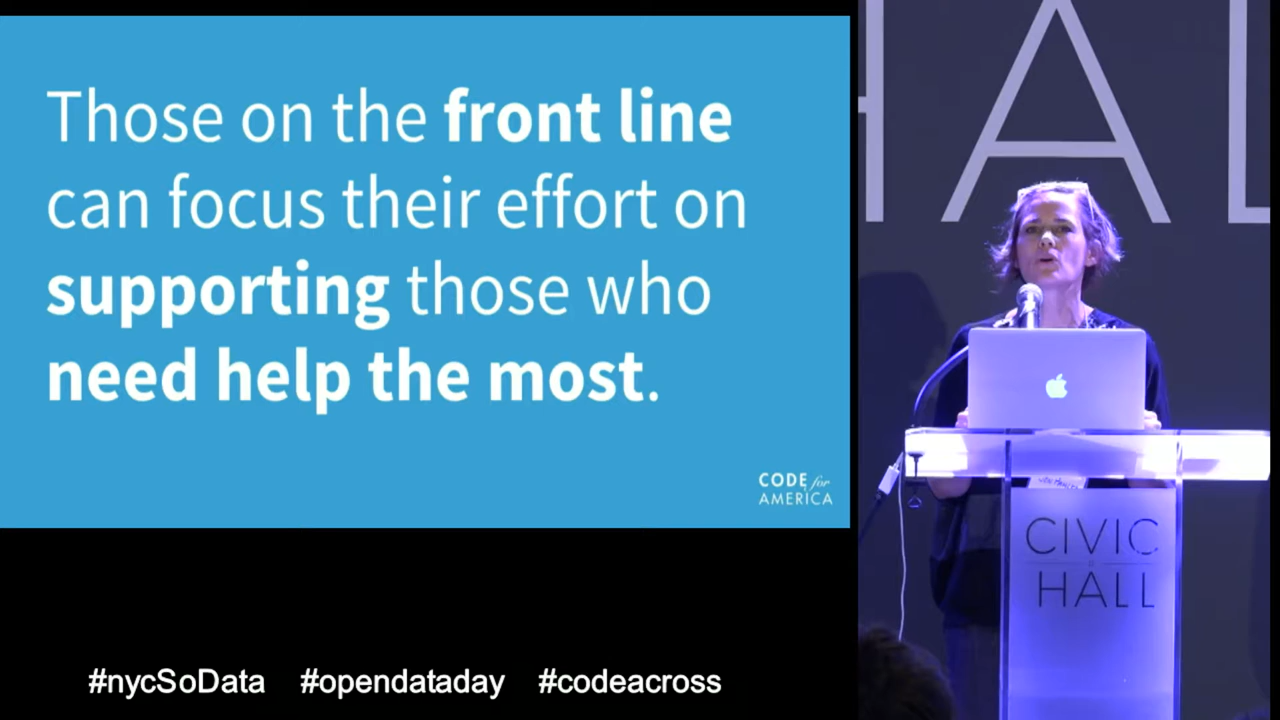 Those on the front line
can focus their effort on
supporting those who
need help the most.
CODE for
AMERICA
#nycSoData #opendataday #codeacross
HAL
CIVIC
HALL